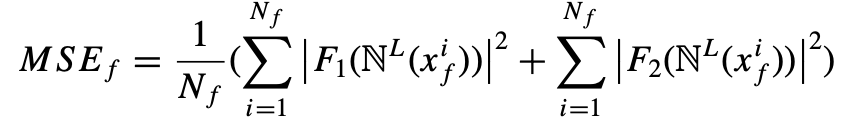 $MSE_f = \frac{1}{N_f}(\sum_{i=1}^{N_f} |F_1(\mathbb{N}^L(x_f^i))|^2 + \sum_{i=1}^{N_f} |F_2(\mathbb{N}^L(x_f^i))|^2)$